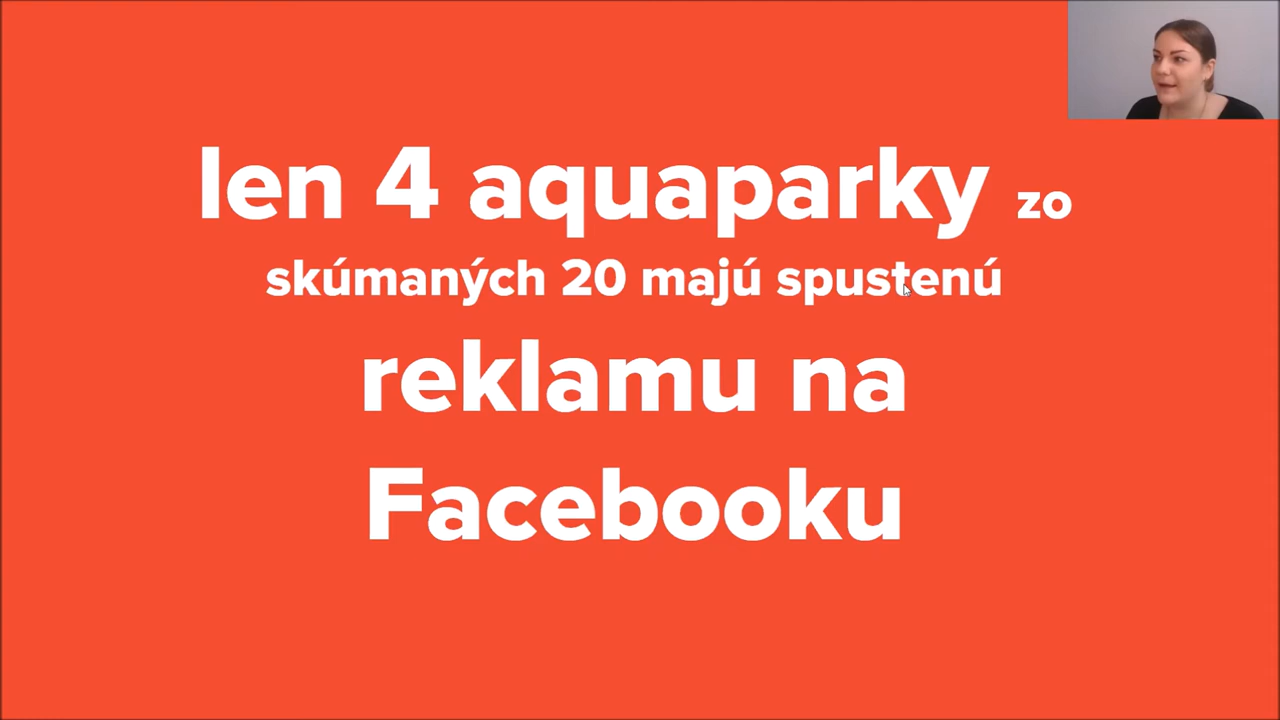 len 4 aquaparky zo
skúmaných 20 majú spustenú
reklamu na
Facebooku